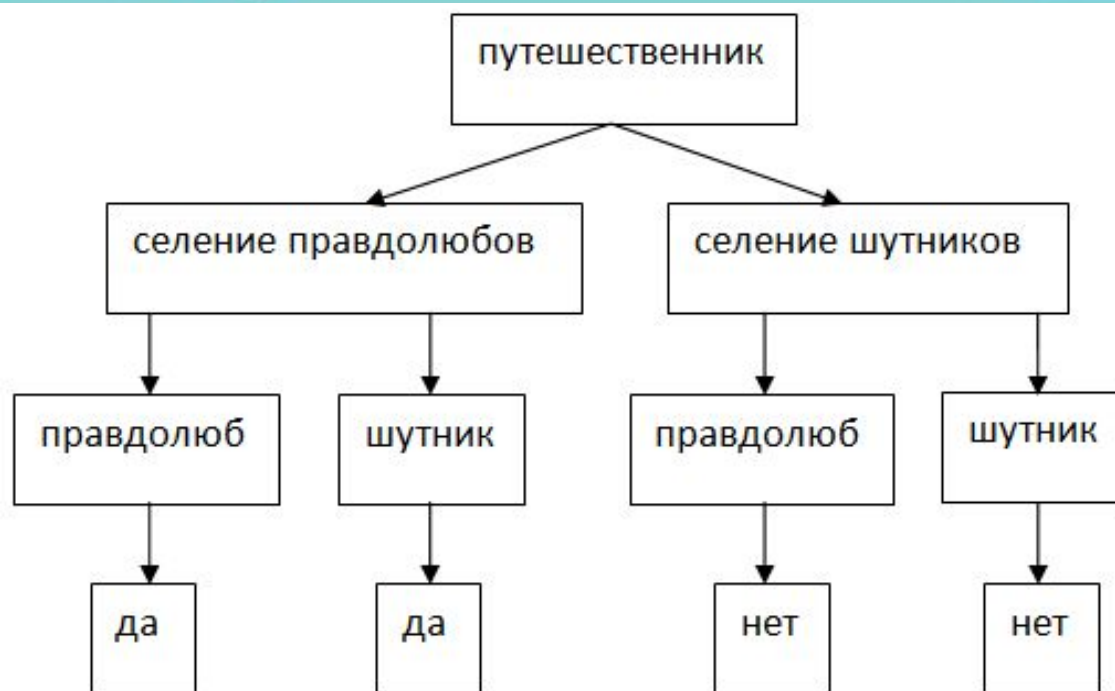 путешественник
селение правдолюбов
селение шутников
правдолюб
шутник
правдолюб
шутник
да
да
нет
нет